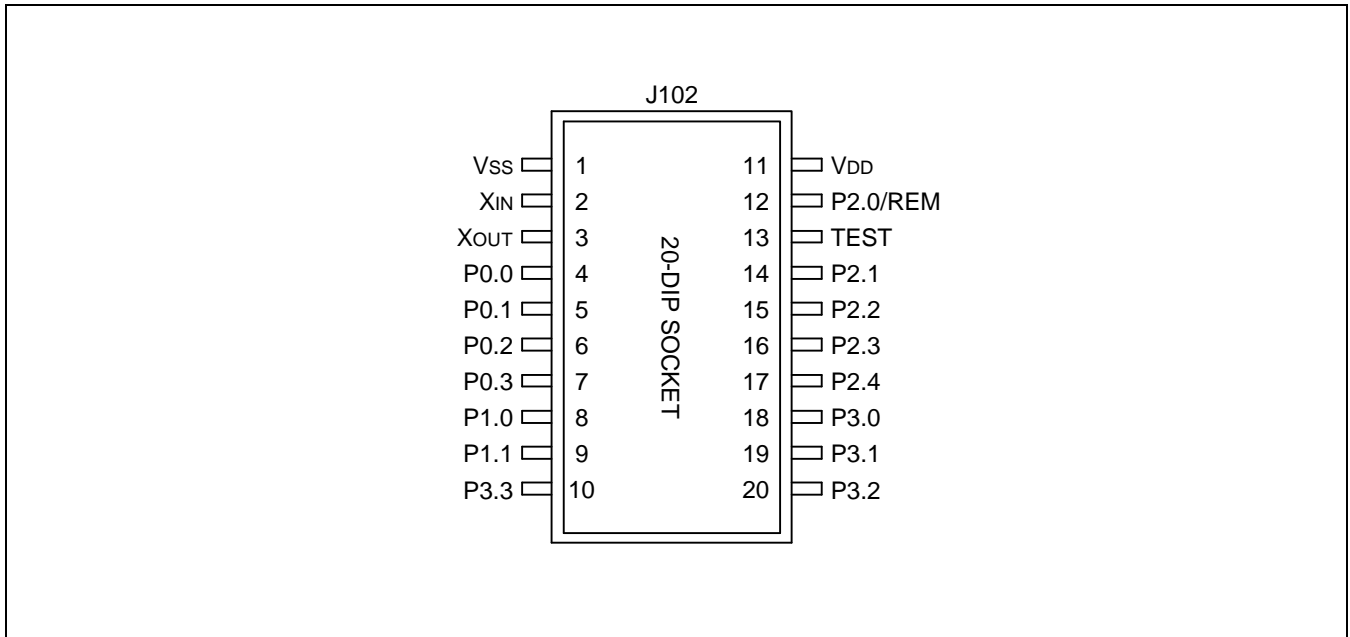 J102
VSS 1 11 VDD
XIN 2 12 P2.0/REM
XOUT 3 13 TEST
P0.0 4 14 P2.1
P0.1 5 15 P2.2
P0.2 6 16 P2.3
P0.3 7 17 P2.4
P1.0 8 18 P3.0
P1.1 9 19 P3.1
P3.3 10 20 P3.2
20-DIP SOCKET